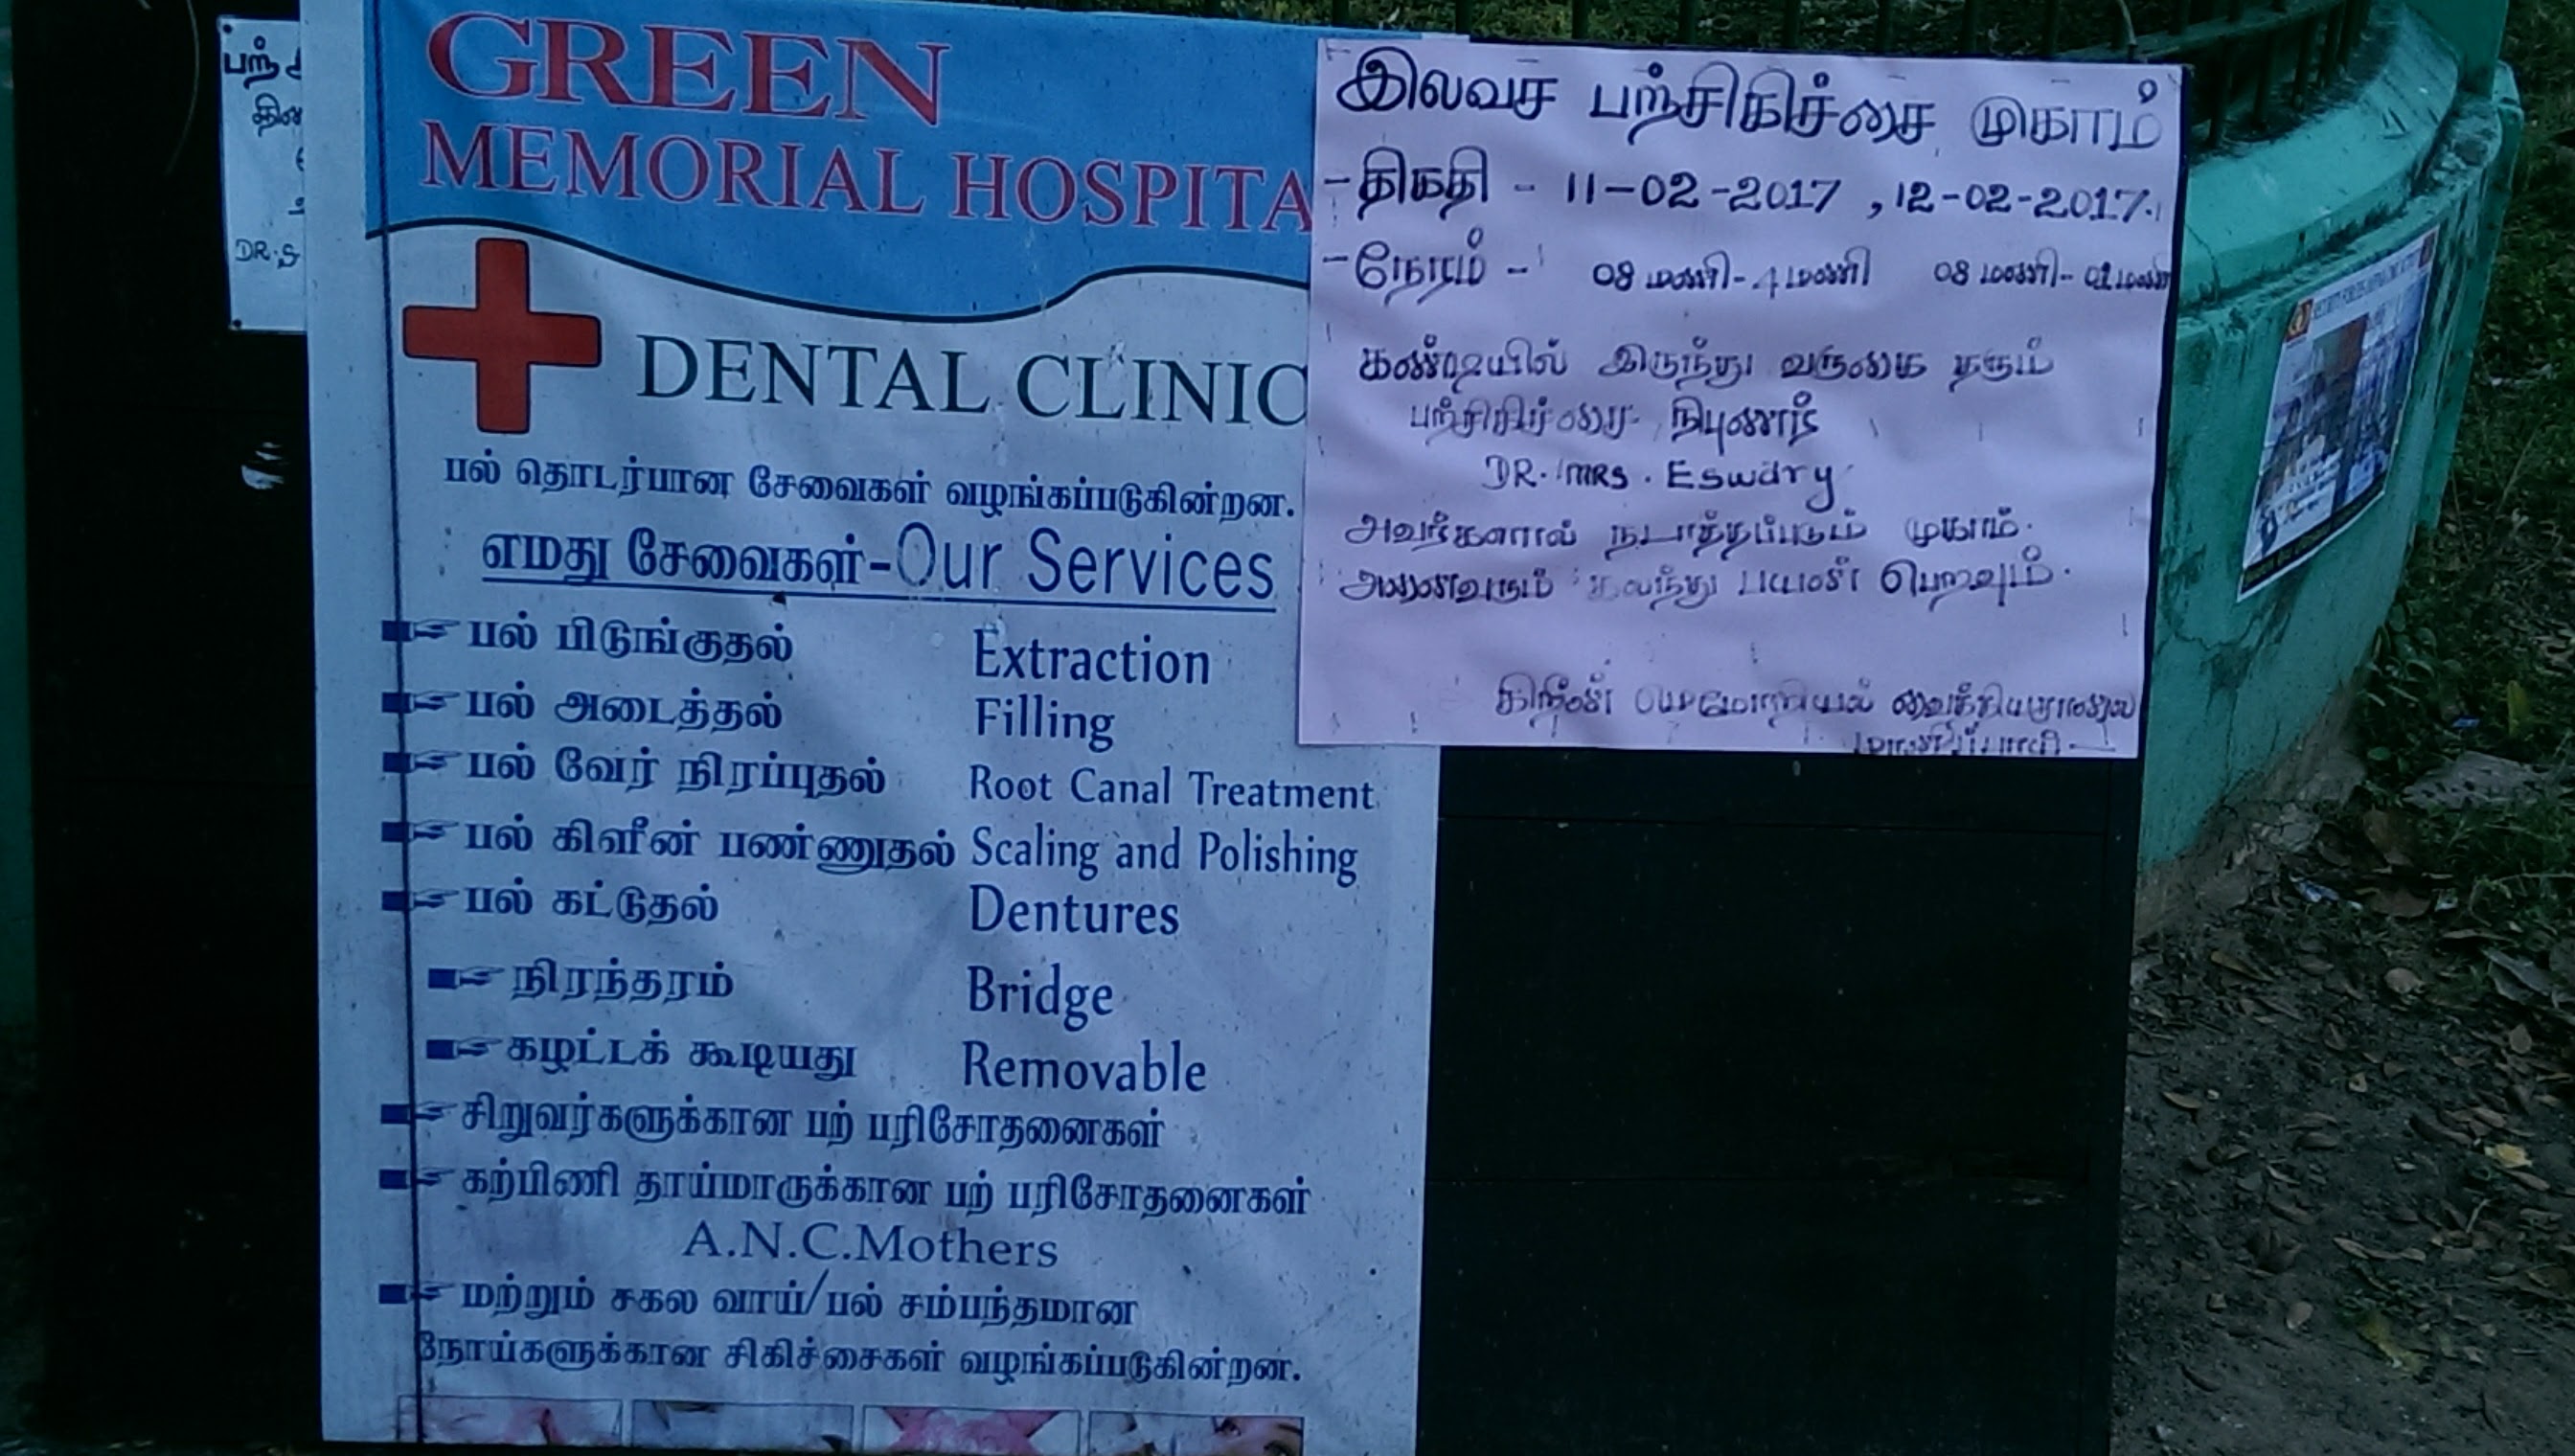 GREEN
MEMORIAL HOSPITA
DENTAL CLINIC
பல் தொடர்பான சேவைகள் வழங்கப்படுகின்றன.
எமது சேவைகள்-Our Services
பல் பிடுங்குதல் Extraction
பல் அடைத்தல் Filling
பல் வேர் நிரப்புதல் Root Canal Treatment
பல் கிளீன் பண்ணுதல் Scaling and Polishing
பல் கட்டுதல் Dentures
நிரந்தரம் Bridge
கழட்டக் கூடியது Removable
சிறுவர்களுக்கான பற் பரிசோதனைகள்
கற்பிணி தாய்மாருக்கான பற் பரிசோதனைகள்
A.N.C.Mothers
மற்றும் சகல வாய்/பல் சம்பந்தமான
நோய்களுக்கான சிகிச்சைகள் வழங்கப்படுகின்றன.
இலவச பற்சிகிச்சை முகாம்
-திகதி - 11-02-2017 , 12-02-2017.
-நேரம் - 08 மணி - 4 மணி 08 மணி -
கண்டியில் இருந்து வருகை தரும்
பற்சிகிச்சை நிபுணர்
DR. MRS. Eswary
அவர்களால் நடாத்தப்படும் முகாம்.
அனைவரும் கலந்து பயன் பெறவும்.
கிறீன் மெமோறியல் வைத்தியசாலை
மானிப்பாய்
DR. S